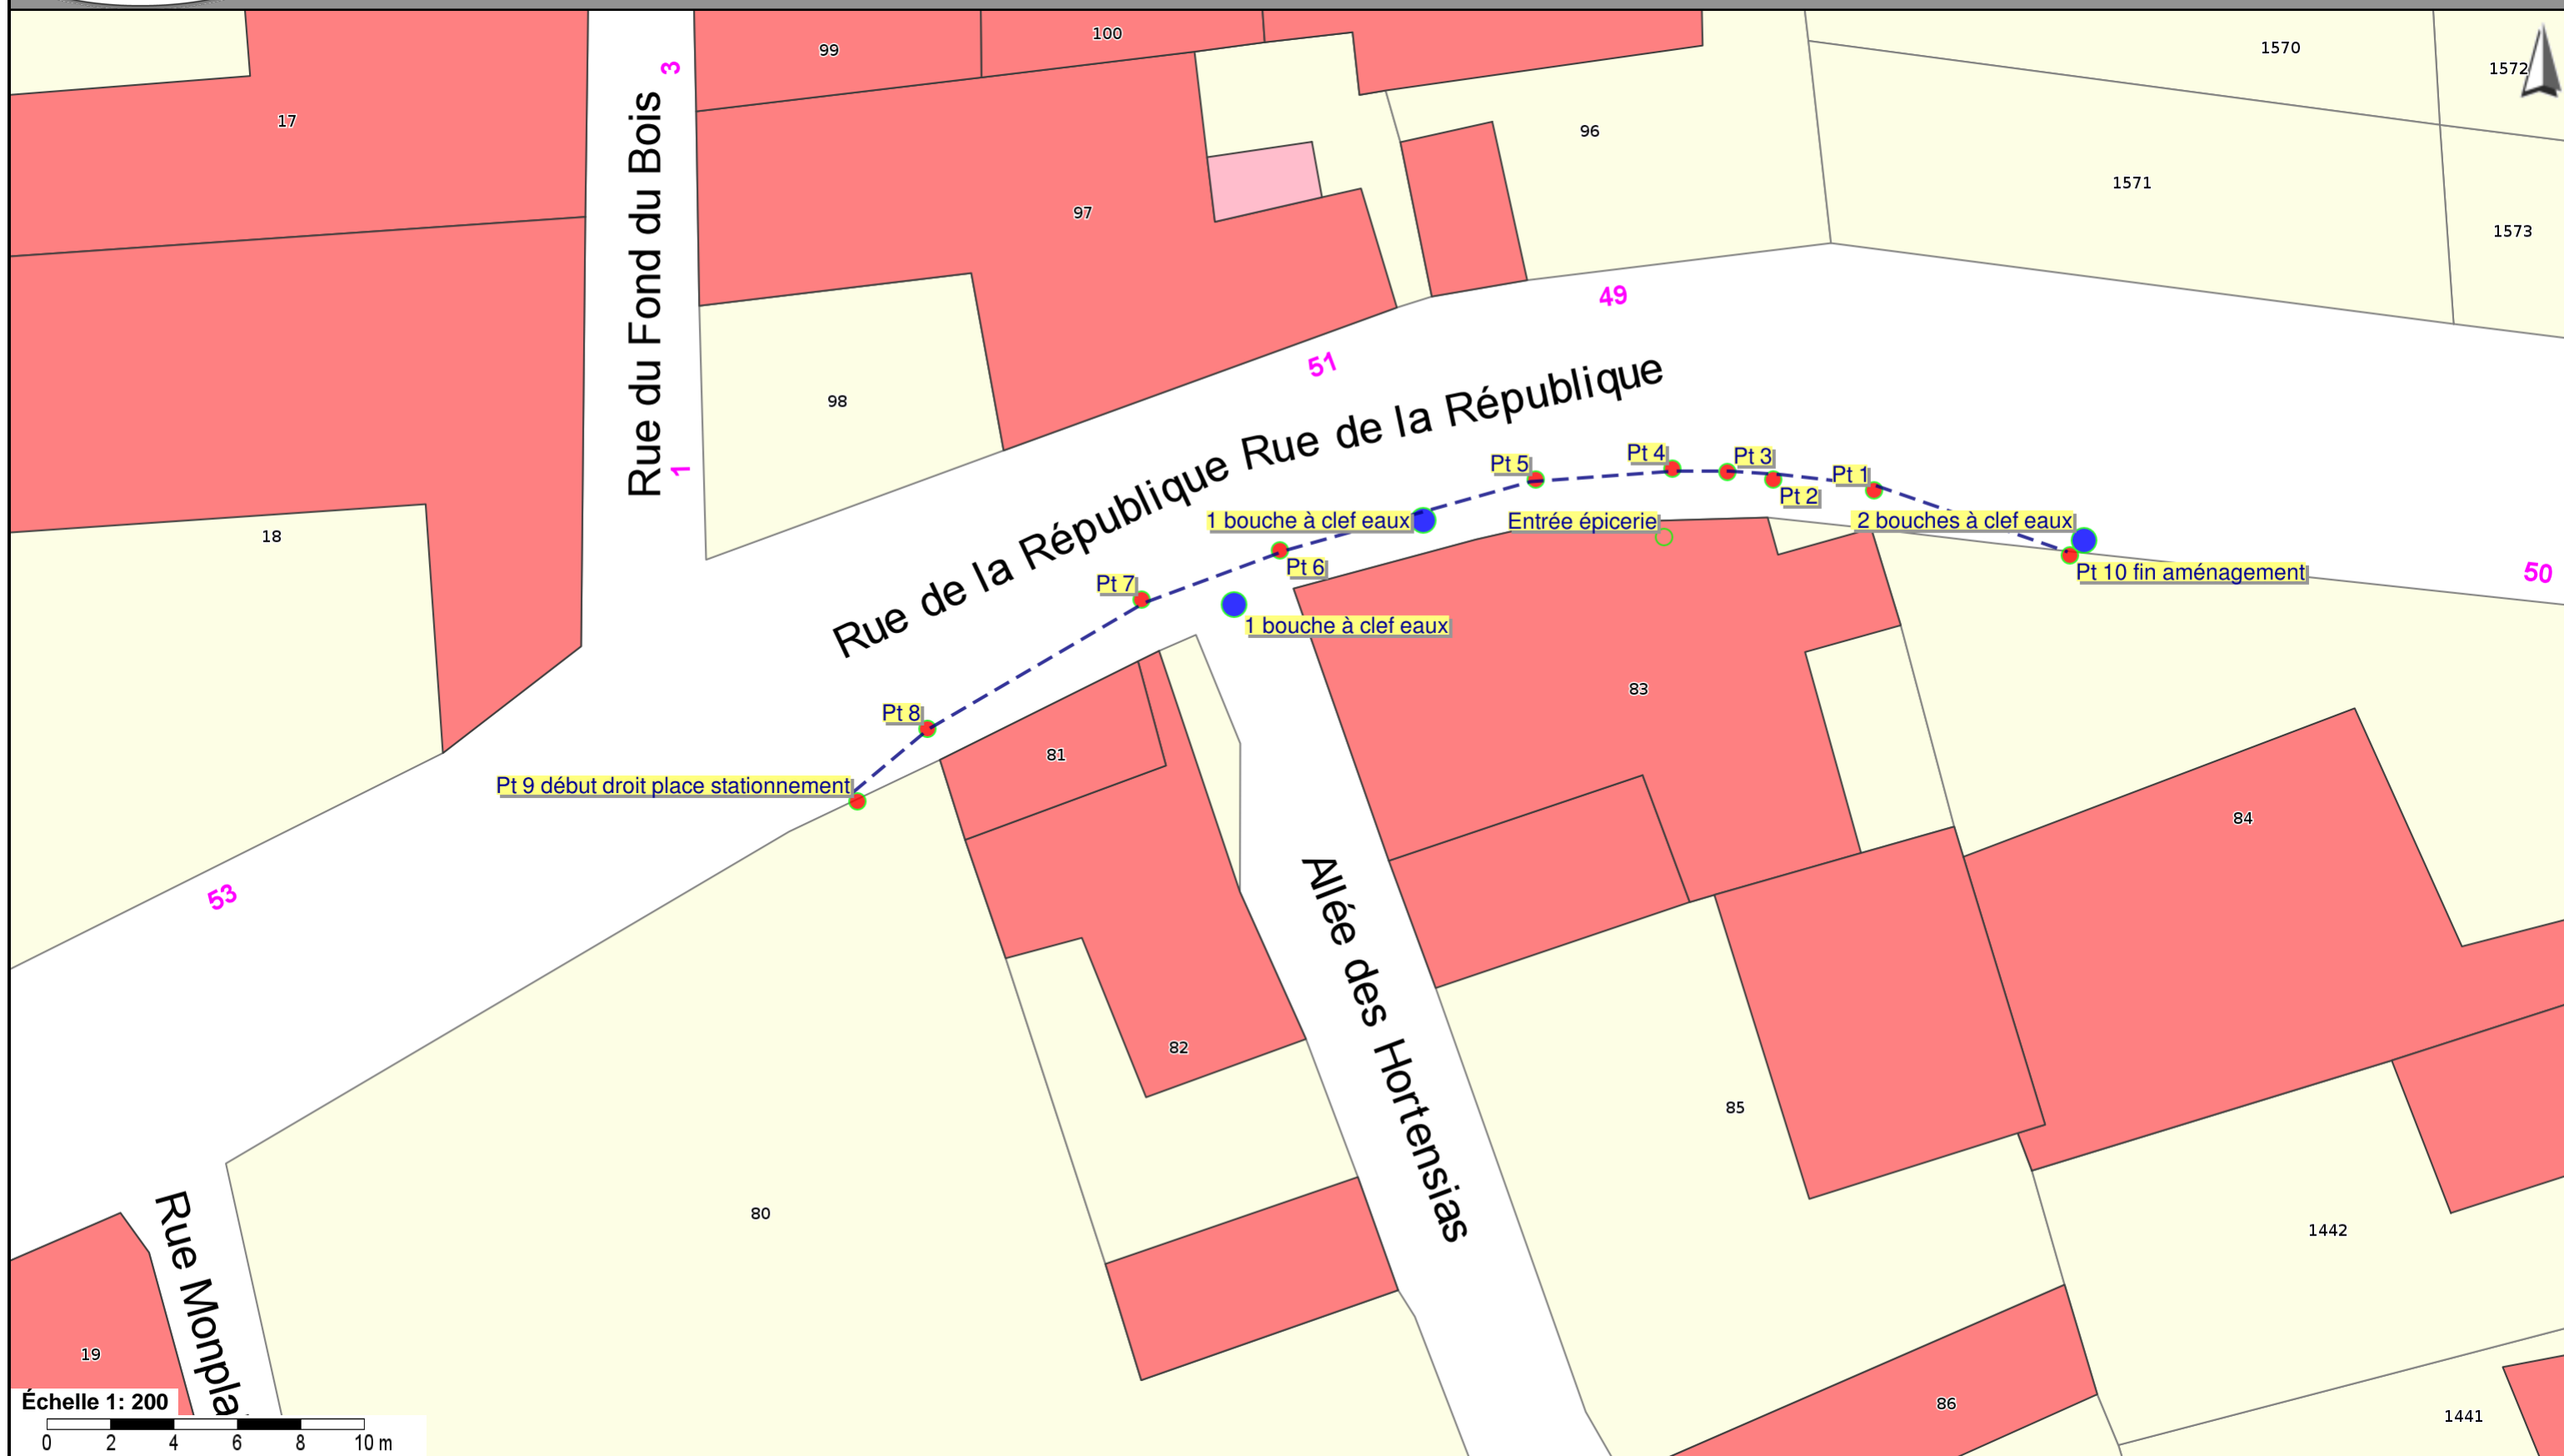 99
100
1570
1572
3
17
96
1571
97
1573
Rue du Fond du Bois
49
51
98
Rue de la République
Rue de la République
1
18
Pt 5
Pt 4
Pt 3
Pt 1
Pt 2
1 bouche à clef eaux
Entrée épicerie
2 bouches à clef eaux
Pt 6
Pt 10 fin aménagement
50
Pt 7
1 bouche à clef eaux
83
Pt 8
81
Pt 9 début droit place stationnement
84
53
Allée des Hortensias
82
85
80
1442
Rue Monpla
19
86
1441
Échelle 1: 200
0 2 4 6 8 10 m